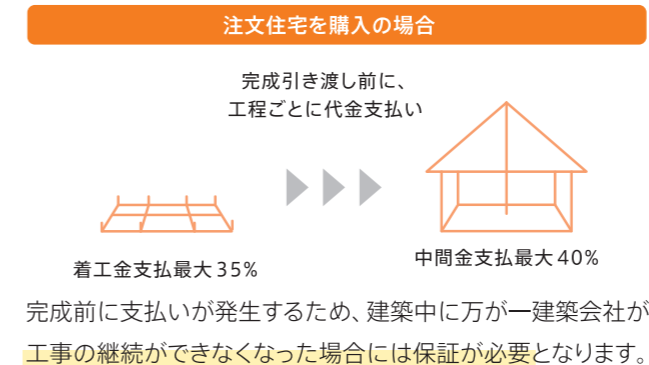 注文住宅を購入の場合
完成引き渡し前に、
工程ごとに代金支払い
着工金支払最大35%
中間金支払最大40%
完成前に支払いが発生するため、建築中に万が一建築会社が
工事の継続ができなくなった場合には保証が必要となります。